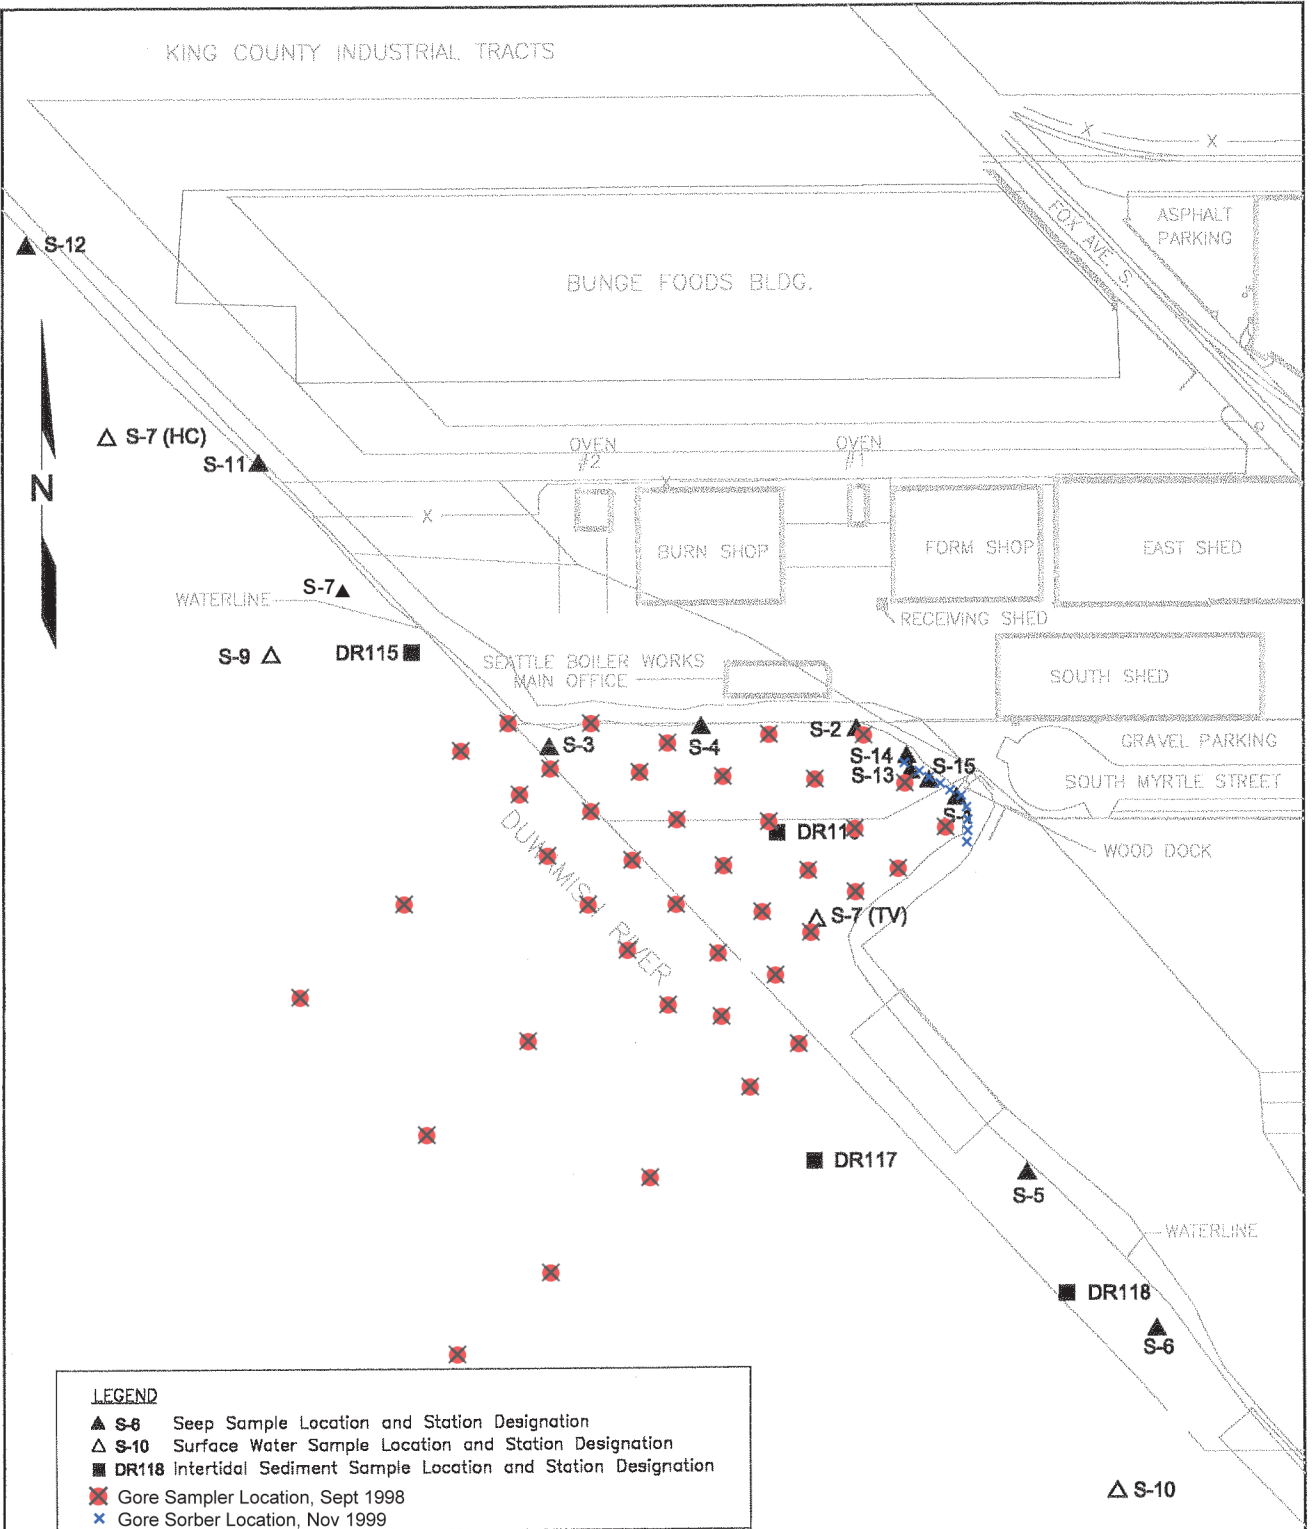 KING COUNTY INDUSTRIAL TRACTS
X
X
FOX AVE. S.
ASPHALT
PARKING
S-12
BUNGE FOODS BLDG.
S-7 (HC)
S-11
N
OVEN
#2
OVEN
#1
X
X
BURN SHOP
FORM SHOP
EAST SHED
S-7
WATERLINE
RECEIVING SHED
S-9
DR115
SEATTLE BOILER WORKS
MAIN OFFICE
SOUTH SHED
S-3
S-4
S-2
S-14
S-13
S-15
GRAVEL PARKING
SOUTH MYRTLE STREET
DUWAMISH RIVER
WOOD DOCK
S-7 (TV)
DR117
S-5
WATERLINE
DR118
S-6
LEGEND
S-6 Seep Sample Location and Station Designation
S-10 Surface Water Sample Location and Station Designation
DR118 Intertidal Sediment Sample Location and Station Designation
Gore Sampler Location, Sept 1998
Gore Sorber Location, Nov 1999
S-10